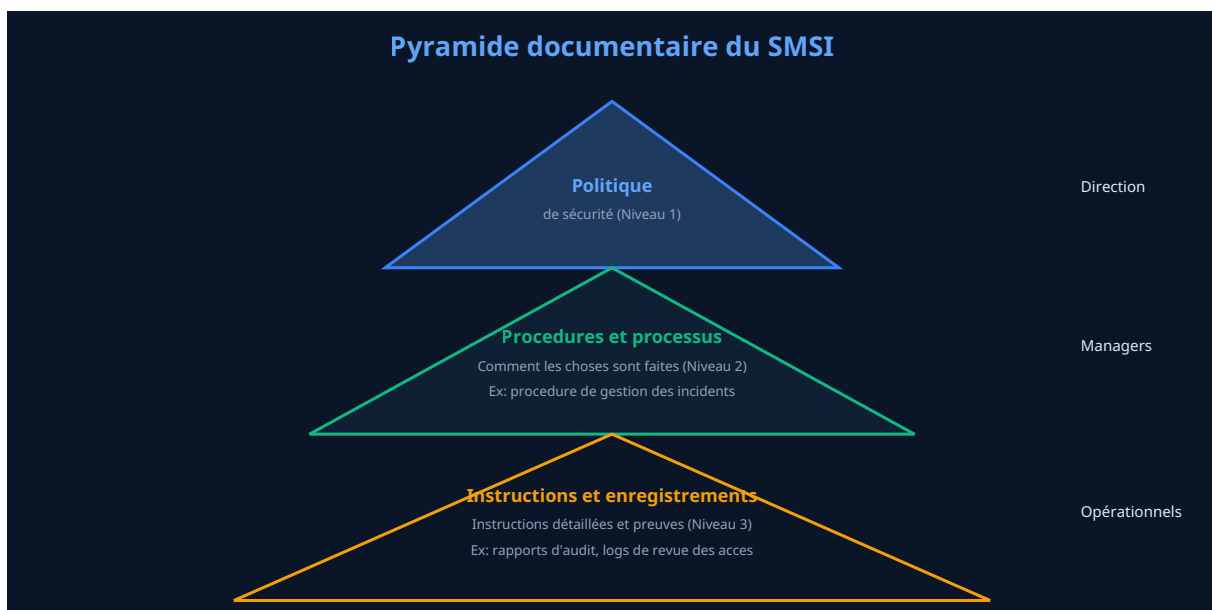 Pyramide documentaire du SMSI
Politique
de sécurité (Niveau 1)
Direction
Procedures et processus
Comment les choses sont faites (Niveau 2)
Ex: procedure de gestion des incidents
Managers
Instructions et enregistrements
Instructions détaillées et preuves (Niveau 3)
Ex: rapports d'audit, logs de revue des acces
Opérationnels